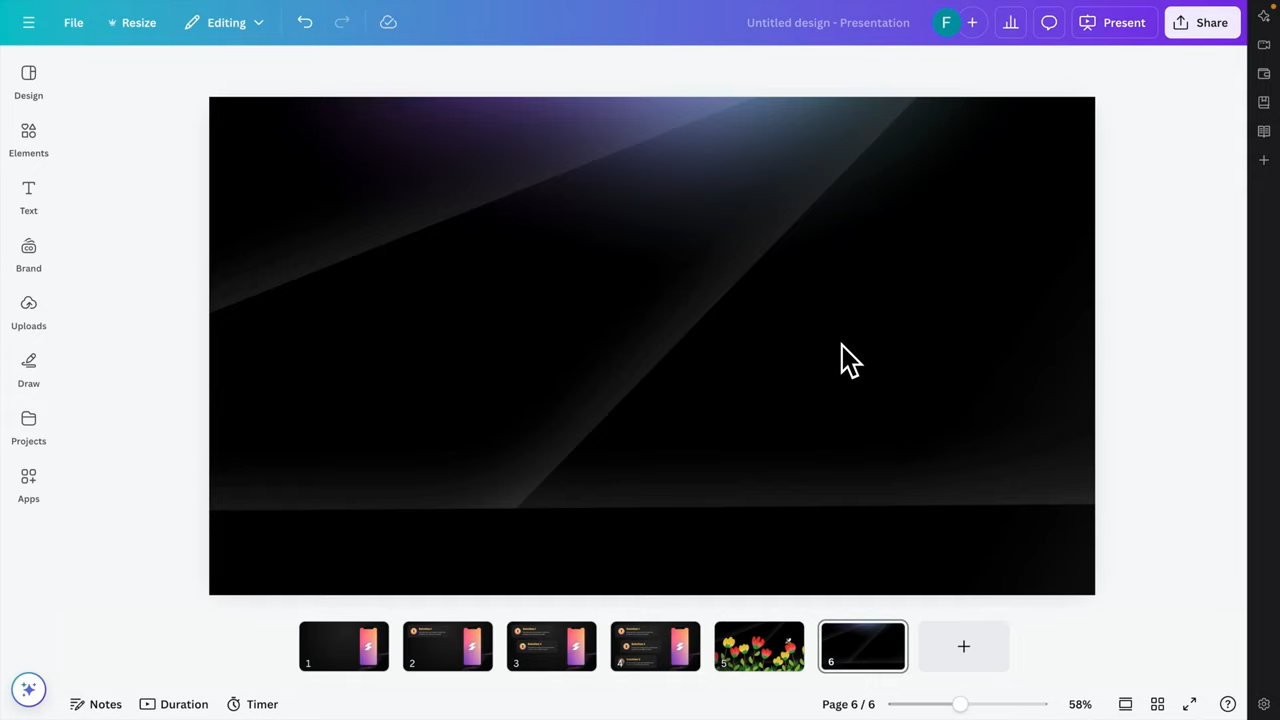 File
Resize
Editing
Untitled design - Presentation
F
Present
Share
Design
Elements
Text
Brand
Uploads
Draw
Projects
Apps
1
2
3
4
5
6
Notes
Duration
Timer
Page 6 / 6
58%